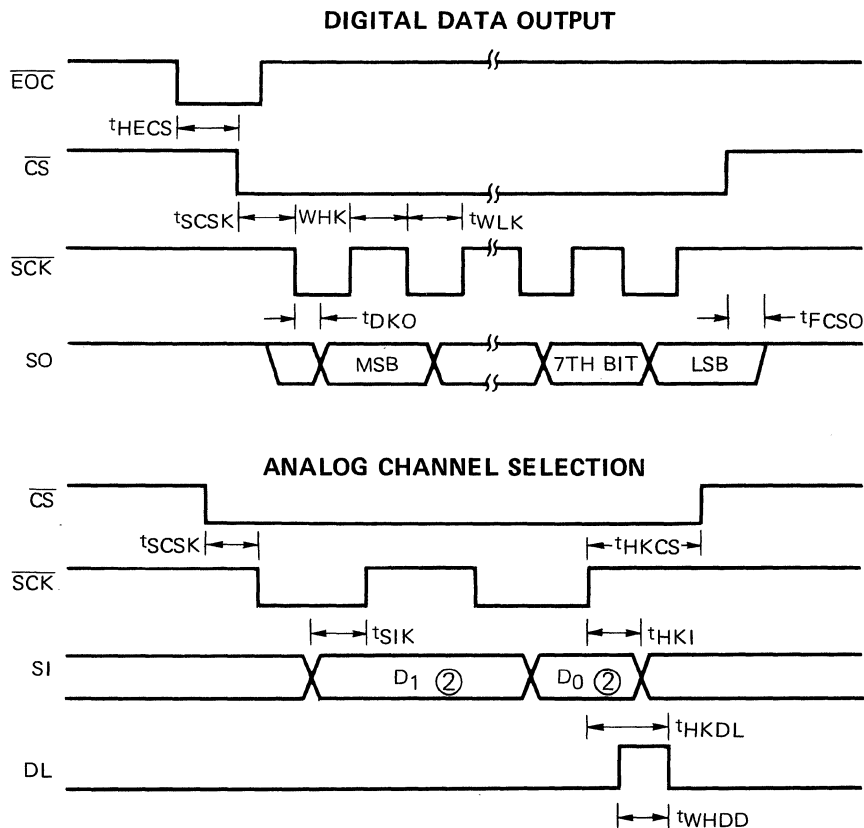 DIGITAL DATA OUTPUT
EOC
tHECS
CS
tSCSK WHK tWLK
SCK
tDKO tFCSO
SO MSB 7TH BIT LSB
ANALOG CHANNEL SELECTION
CS
tSCSK tHKCS
SCK
tSIK tHKI
SI D1 ② D0 ②
tHKDL
DL
tWHDD